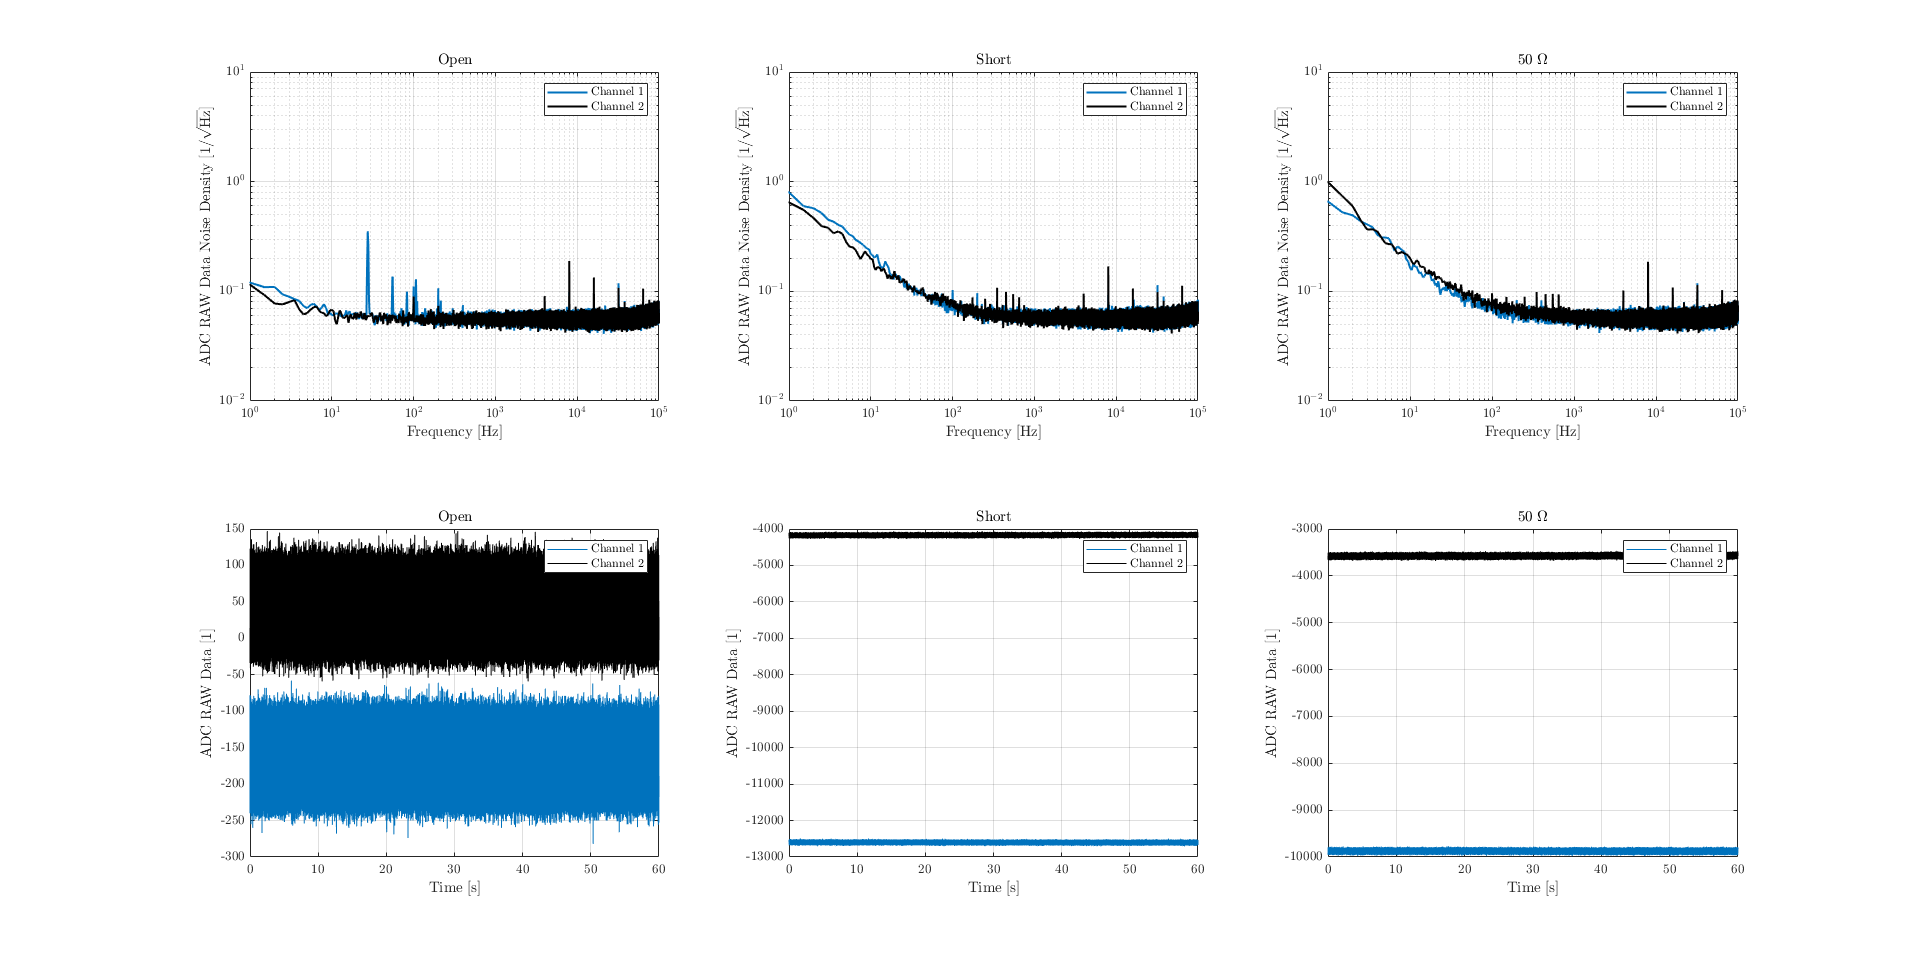 Open
ADC RAW Data Noise Density [1/√Hz]
10^1
10^0
10^-1
10^-2
10^0 10^1 10^2 10^3 10^4 10^5
Frequency [Hz]
Channel 1
Channel 2
Short
ADC RAW Data Noise Density [1/√Hz]
10^1
10^0
10^-1
10^-2
10^0 10^1 10^2 10^3 10^4 10^5
Frequency [Hz]
Channel 1
Channel 2
50 Ω
ADC RAW Data Noise Density [1/√Hz]
10^1
10^0
10^-1
10^-2
10^0 10^1 10^2 10^3 10^4 10^5
Frequency [Hz]
Channel 1
Channel 2
Open
ADC RAW Data [1]
150
100
50
0
-50
-100
-150
-200
-250
-300
0 10 20 30 40 50 60
Time [s]
Channel 1
Channel 2
Short
ADC RAW Data [1]
-4000
-5000
-6000
-7000
-8000
-9000
-10000
-11000
-12000
-13000
0 10 20 30 40 50 60
Time [s]
Channel 1
Channel 2
50 Ω
ADC RAW Data [1]
-3000
-4000
-5000
-6000
-7000
-8000
-9000
-10000
0 10 20 30 40 50 60
Time [s]
Channel 1
Channel 2